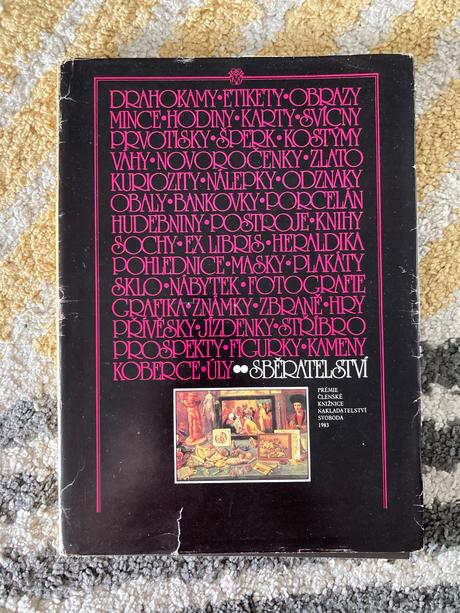 DRAHOKAMY•ETIKETY•OBRAZY
MINCE•HODINY•KARTY•SVÍCNY
PRVOTISKY•ŠPERK•KOSTÝMY
VÁHY•NOVOROČENKY•ZLATO
KURIOZITY•NÁLEPKY•ODZNAKY
OBALY•BANKOVKY•PORCELÁN
HUDEBNINY•POSTROJE•KNIHY
SOCHY•EX LIBRIS•HERALDIKA
POHLEDNICE•MASKY•PLAKÁTY
SKLO•NÁBYTEK•FOTOGRAFIE
GRAFIKA•ZNÁMKY•ZBRANĚ•HRY
PŘÍVĚSKY•JÍZDENKY•STŘÍBRO
PROSPEKTY•FIGURKY•KAMENY
KOBERCE•ÚLY••SBĚRATELSTVÍ
PRÉMIE
ČLENSKÉ
KNIŽNICE
NAKLADATELSTVÍ
SVOBODA
1983